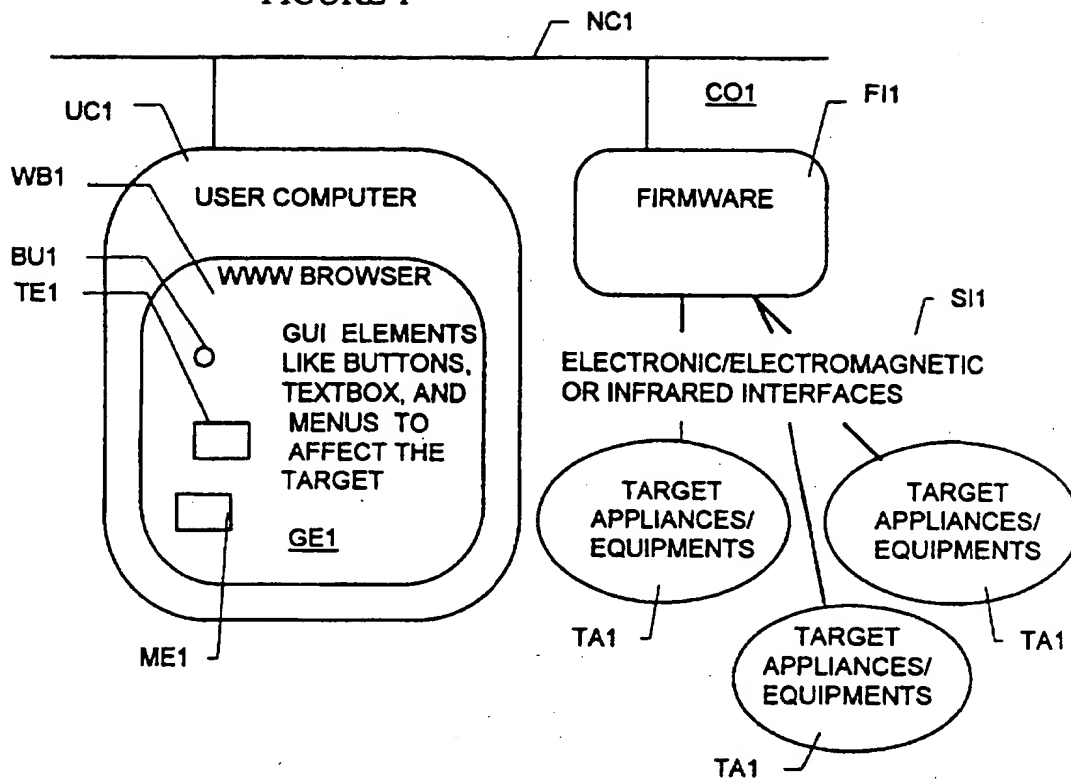 NC1
CO1
FI1
UC1
WB1
USER COMPUTER
FIRMWARE
BU1
WWW BROWSER
TE1
SI1
GUI ELEMENTS
LIKE BUTTONS,
TEXTBOX, AND
MENUS TO
AFFECT THE
TARGET
ELECTRONIC/ELECTROMAGNETIC
OR INFRARED INTERFACES
GE1
TARGET
APPLIANCES/
EQUIPMENTS
TARGET
APPLIANCES/
EQUIPMENTS
TA1
TA1
ME1
TARGET
APPLIANCES/
EQUIPMENTS
TA1